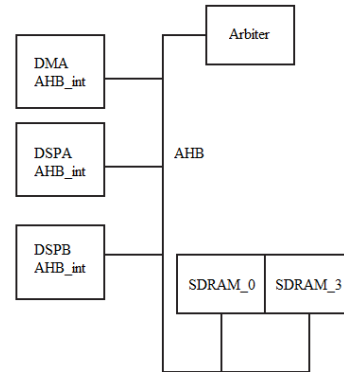 Arbiter
DMA
AHB_int
DSPA
AHB_int
AHB
DSPB
AHB_int
SDRAM_0
SDRAM_3